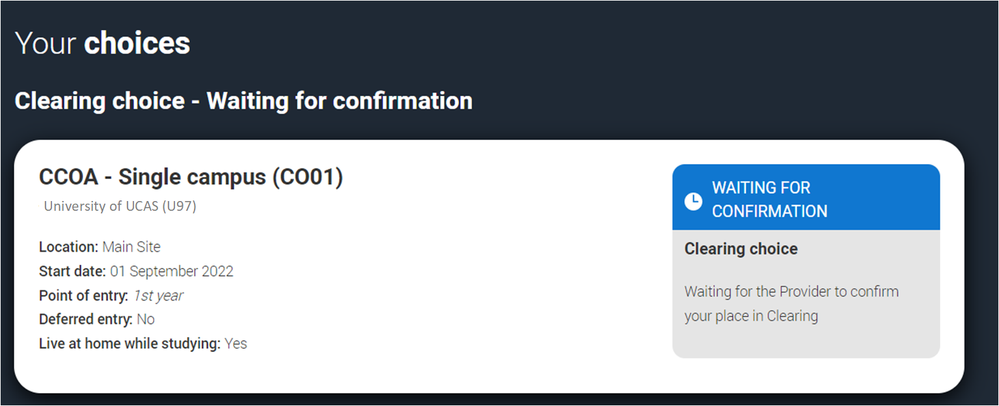 Your choices
Clearing choice - Waiting for confirmation
CCOA - Single campus (CO01)
University of UCAS (U97)
Location: Main Site
Start date: 01 September 2022
Point of entry: 1st year
Deferred entry: No
Live at home while studying: Yes
WAITING FOR
CONFIRMATION
Clearing choice
Waiting for the Provider to confirm
your place in Clearing